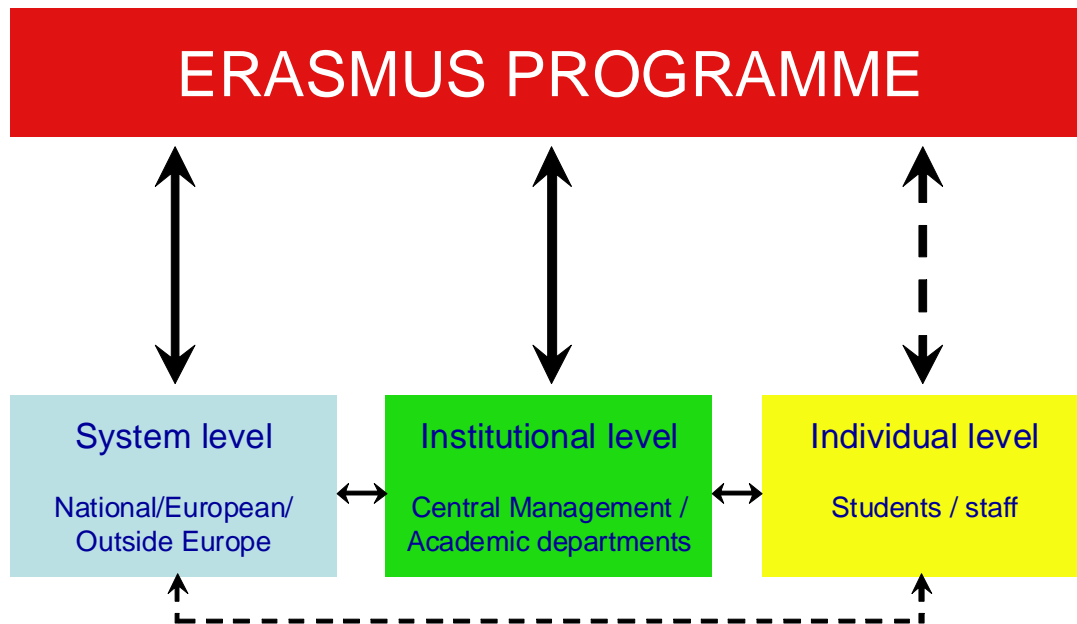 ERASMUS PROGRAMME
System level
National/European/
Outside Europe
Institutional level
Central Management /
Academic departments
Individual level
Students / staff